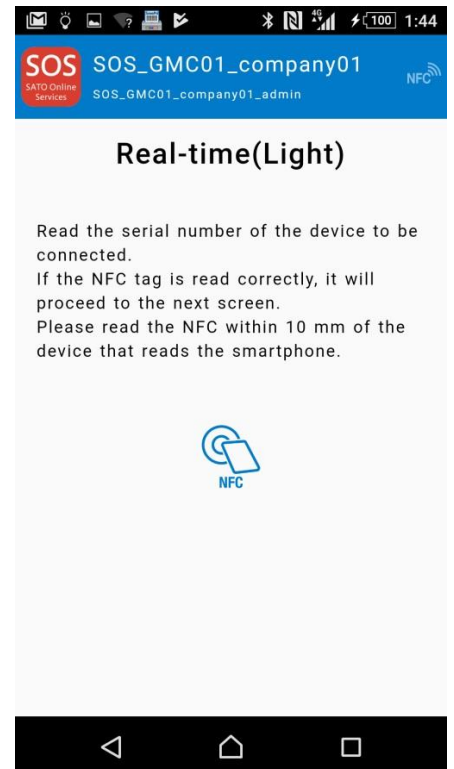 4G
100 1:44
SOS
SATO Online
Services
SOS_GMC01_company01
SOS_GMC01_company01_admin
NFC
Real-time(Light)
Read the serial number of the device to be
connected.
If the NFC tag is read correctly, it will
proceed to the next screen.
Please read the NFC within 10 mm of the
device that reads the smartphone.
NFC